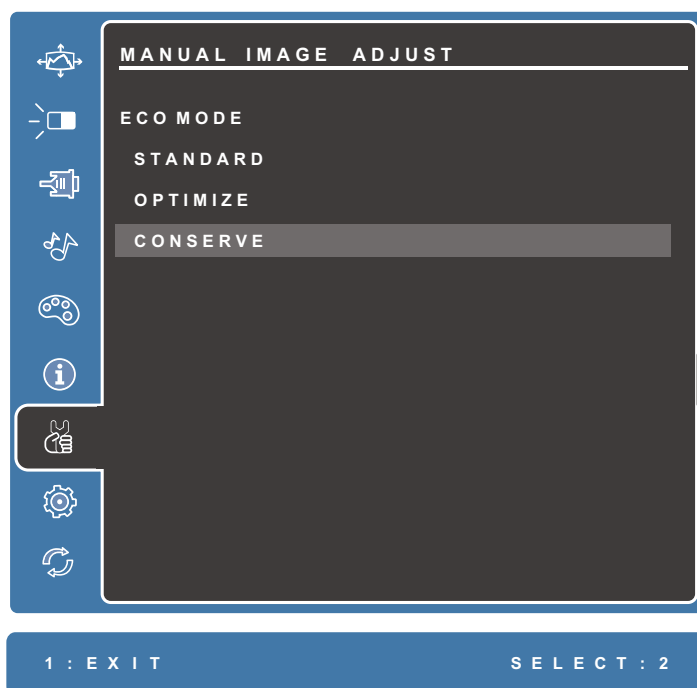 MANUAL IMAGE ADJUST
ECO MODE
STANDARD
OPTIMIZE
CONSERVE
1 : EXIT
SELECT : 2